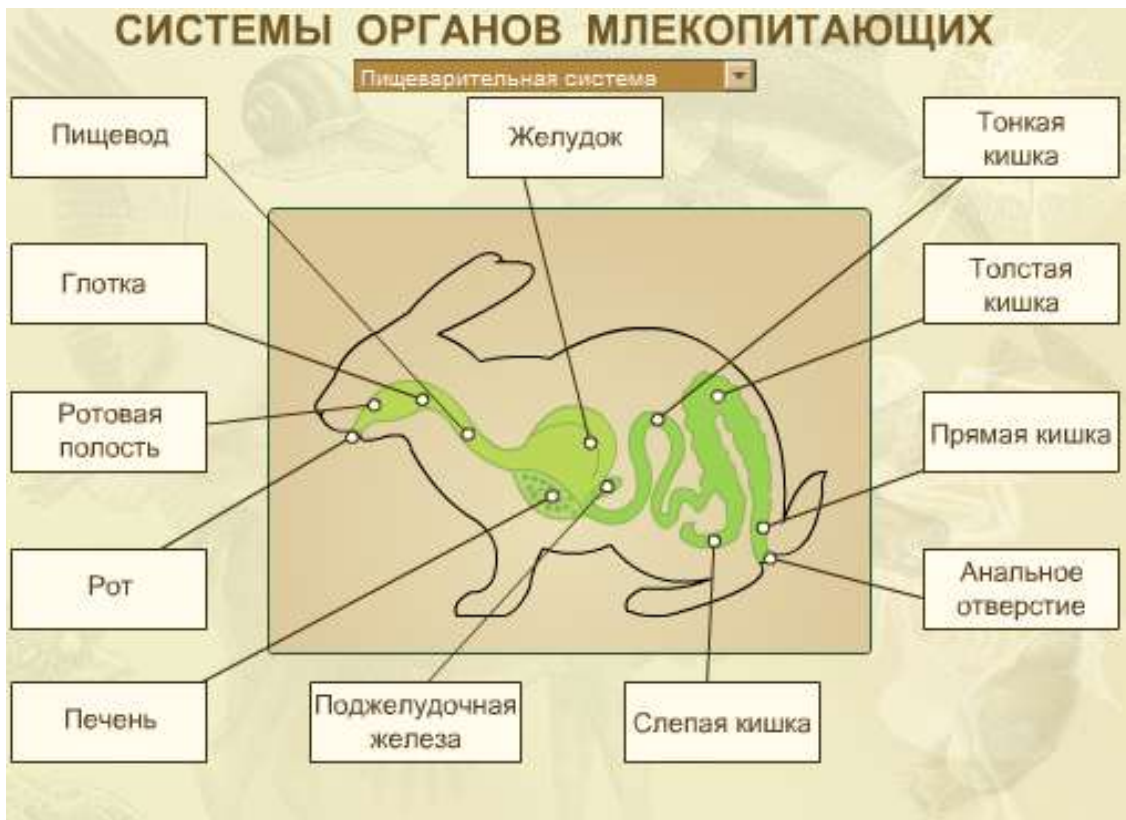 СИСТЕМЫ ОРГАНОВ МЛЕКОПИТАЮЩИХ
Пищеварительная система
Пищевод
Желудок
Тонкая
кишка
Глотка
Толстая
кишка
Ротовая
полость
Прямая кишка
Рот
Анальное
отверстие
Печень
Поджелудочная
железа
Слепая кишка